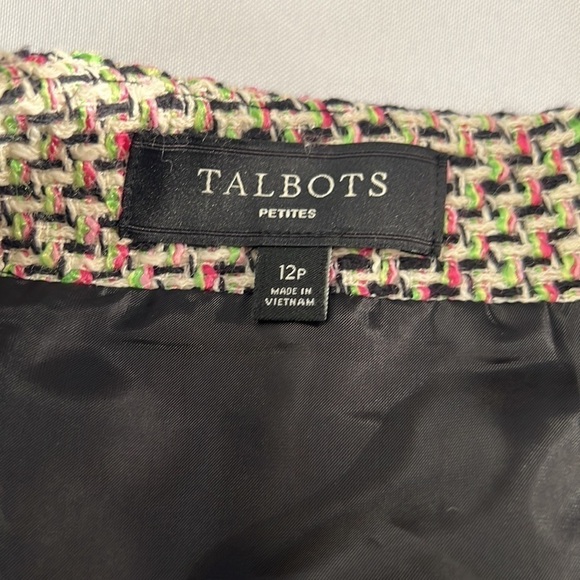 TALBOTS
PETITES
12P
MADE IN
VIETNAM